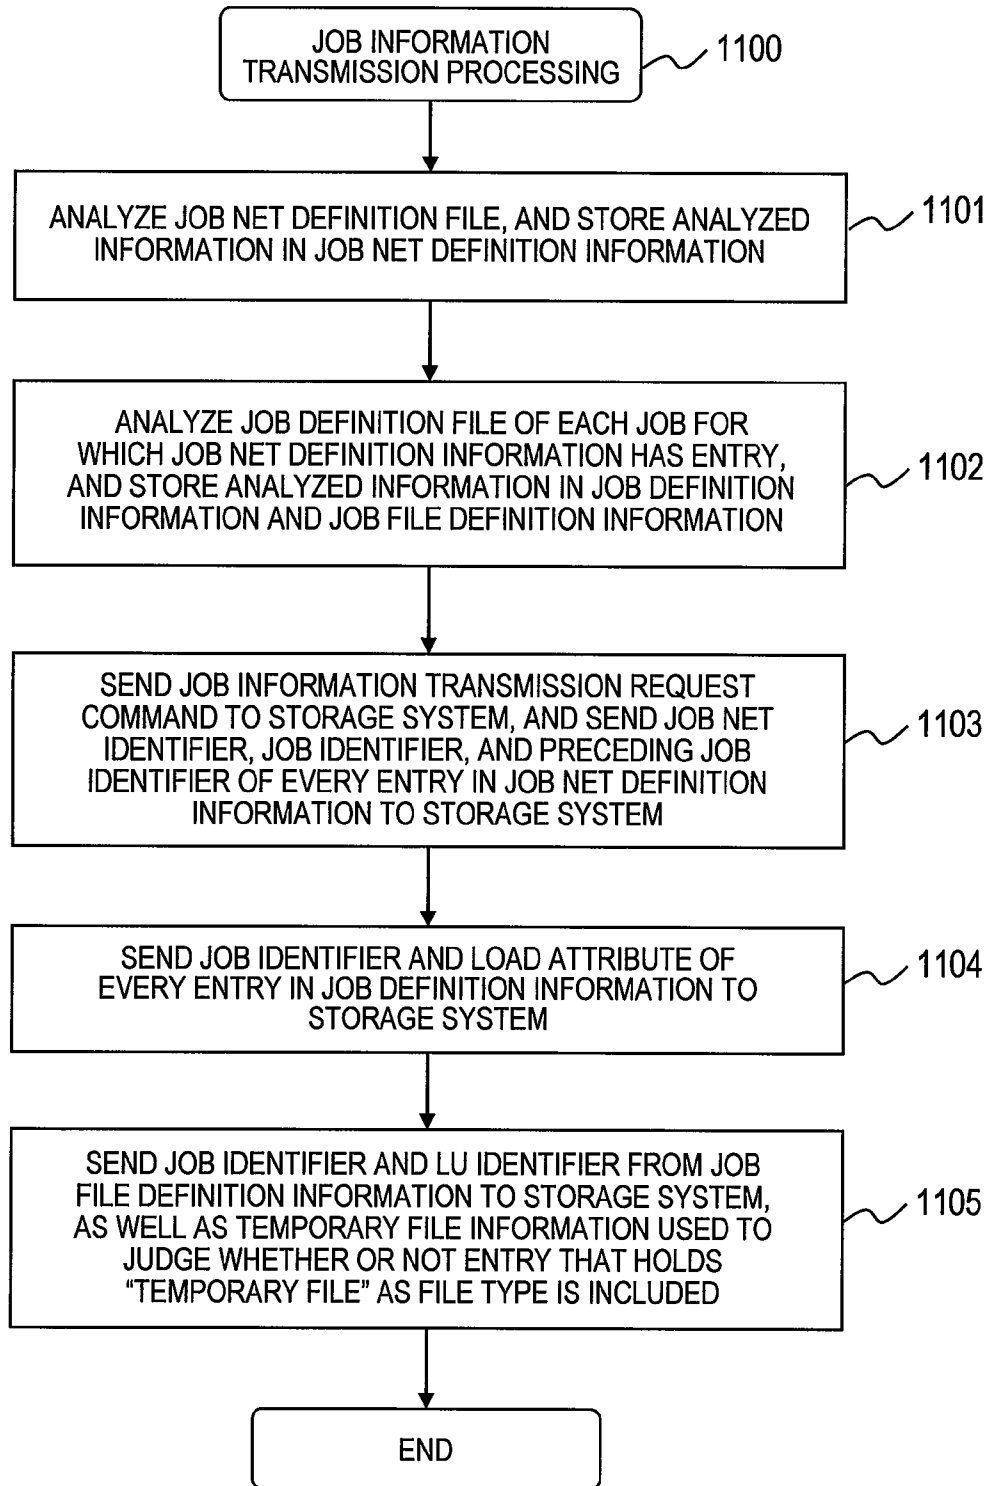 JOB INFORMATION
TRANSMISSION PROCESSING
1100
ANALYZE JOB NET DEFINITION FILE, AND STORE ANALYZED
INFORMATION IN JOB NET DEFINITION INFORMATION
1101
ANALYZE JOB DEFINITION FILE OF EACH JOB FOR
WHICH JOB NET DEFINITION INFORMATION HAS ENTRY,
AND STORE ANALYZED INFORMATION IN JOB DEFINITION
INFORMATION AND JOB FILE DEFINITION INFORMATION
1102
SEND JOB INFORMATION TRANSMISSION REQUEST
COMMAND TO STORAGE SYSTEM, AND SEND JOB NET
IDENTIFIER, JOB IDENTIFIER, AND PRECEDING JOB
IDENTIFIER OF EVERY ENTRY IN JOB NET DEFINITION
INFORMATION TO STORAGE SYSTEM
1103
SEND JOB IDENTIFIER AND LOAD ATTRIBUTE OF
EVERY ENTRY IN JOB DEFINITION INFORMATION TO
STORAGE SYSTEM
1104
SEND JOB IDENTIFIER AND LU IDENTIFIER FROM JOB
FILE DEFINITION INFORMATION TO STORAGE SYSTEM,
AS WELL AS TEMPORARY FILE INFORMATION USED TO
JUDGE WHETHER OR NOT ENTRY THAT HOLDS
“TEMPORARY FILE” AS FILE TYPE IS INCLUDED
1105
END